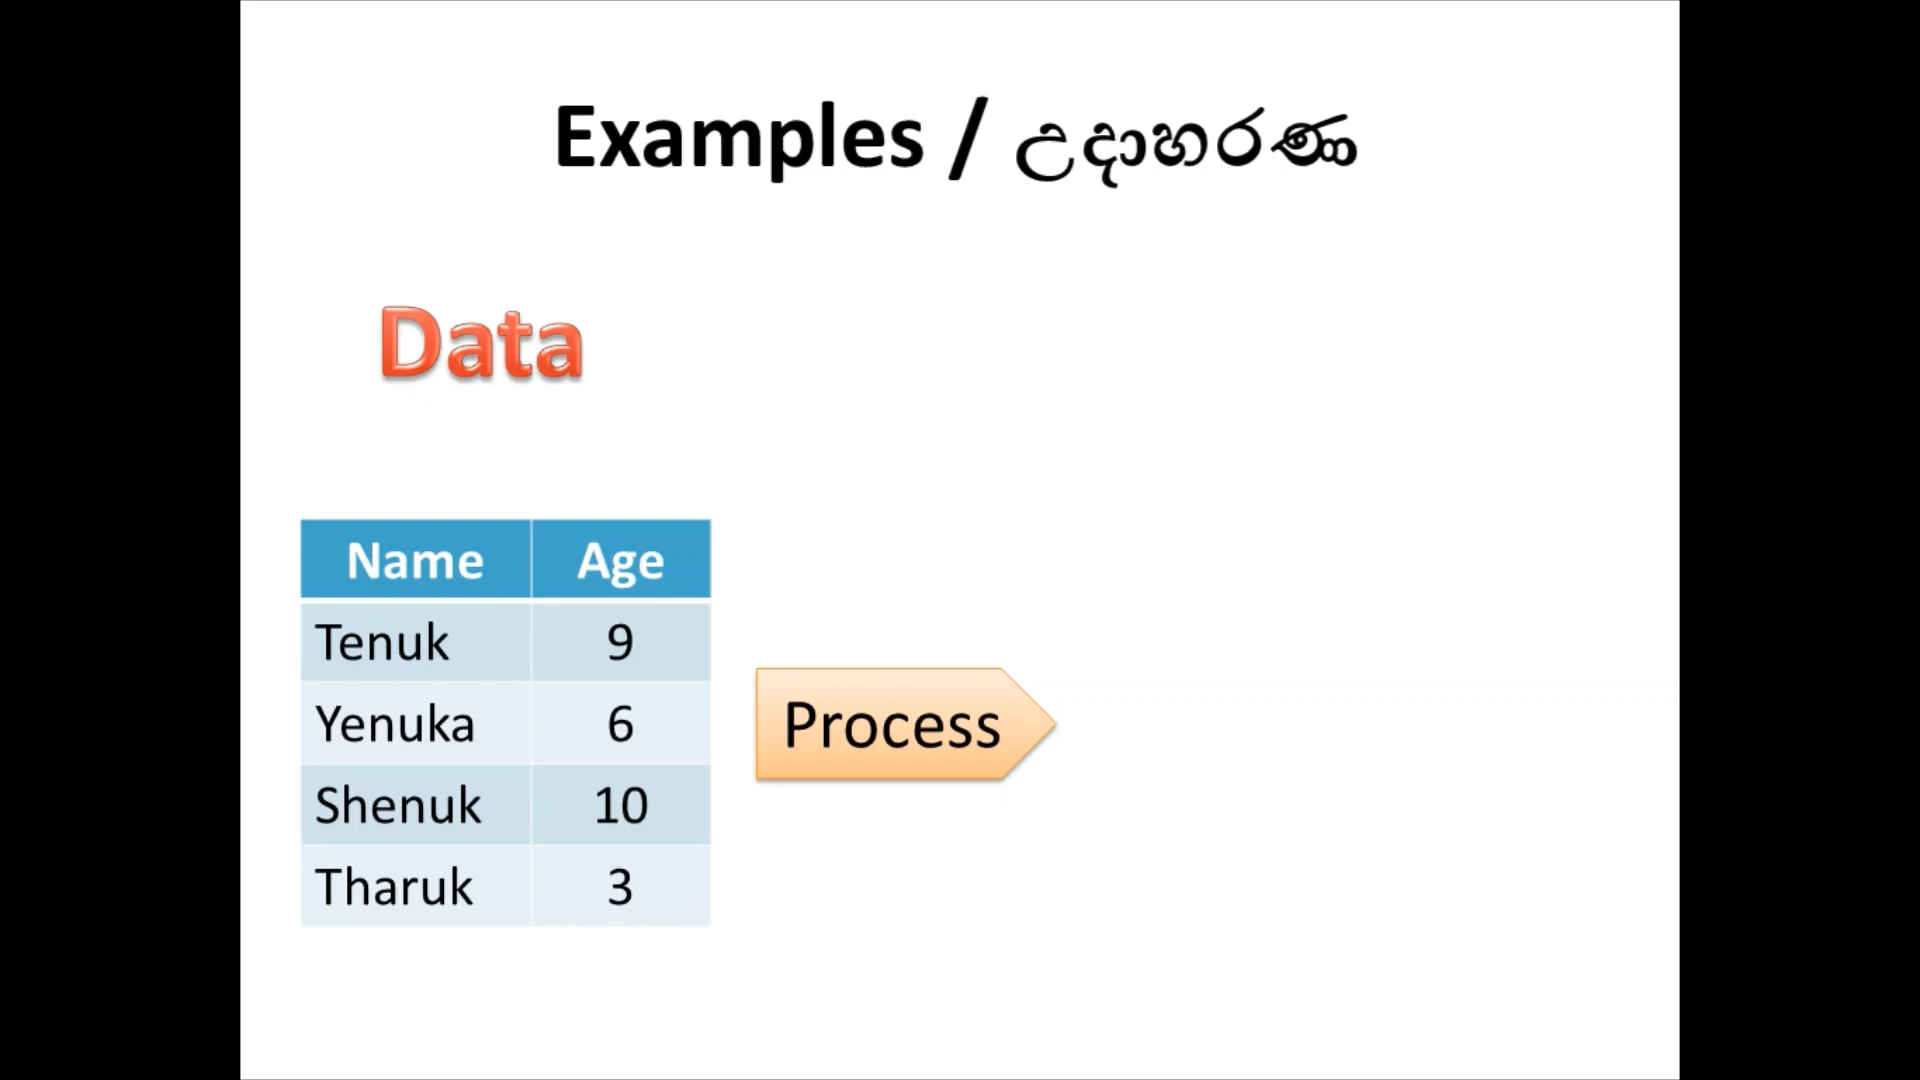 Examples / උදාහරණ
Data
Name Age
Tenuk 9
Yenuka 6
Process
Shenuk 10
Tharuk 3